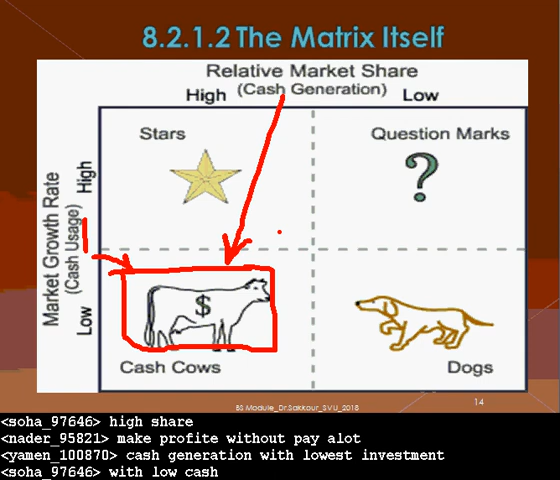 8.2.1.2 The Matrix Itself
Relative Market Share
(Cash Generation)
High
Low
Market Growth Rate
(Cash Usage)
High
Low
Stars
Question Marks
?
$
Cash Cows
Dogs
BS Module_Dr.Sakkour_SVU_2018
14
<soha_97646> high share
<nader_95821> make profite without pay alot
<yamen_100870> cash generation with lowest investment
<soha_97646> with low cash